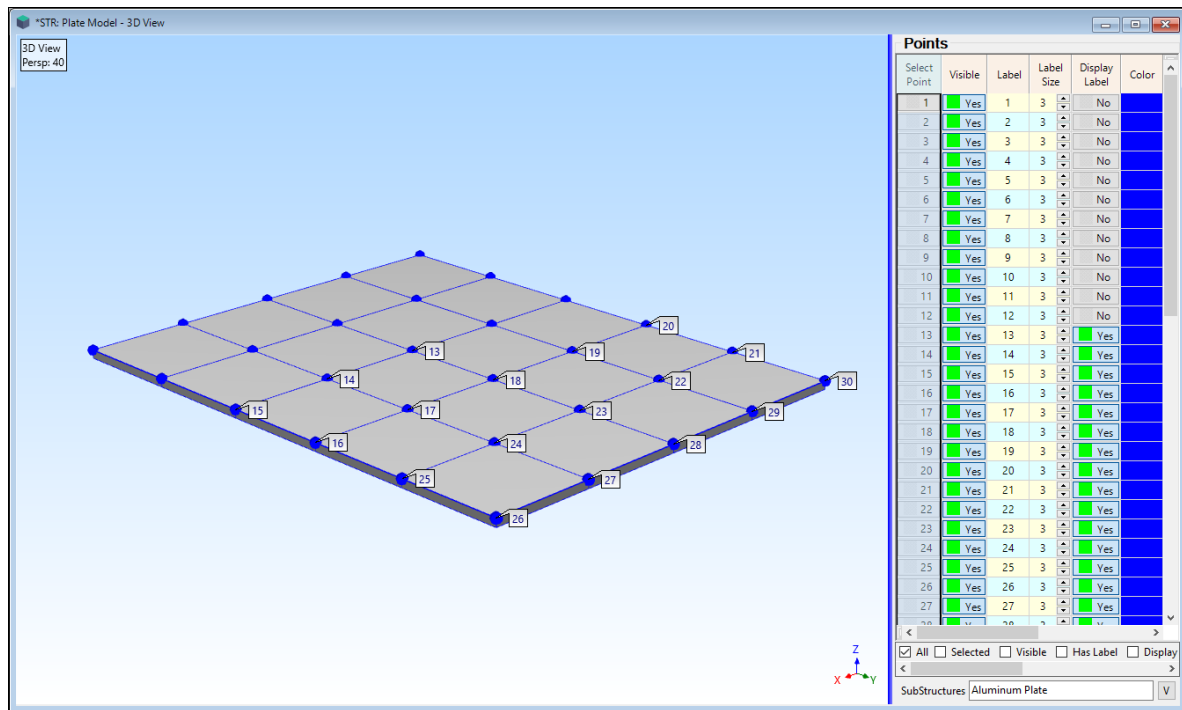 *STR: Plate Model - 3D View
3D View
Persp: 40
20
13
19
21
14
18
22
30
15
17
23
29
16
24
28
25
27
26
Z
X
Y
Points
Select Point Visible Label Label Size Display Label Color
1 Yes 1 3 No
2 Yes 2 3 No
3 Yes 3 3 No
4 Yes 4 3 No
5 Yes 5 3 No
6 Yes 6 3 No
7 Yes 7 3 No
8 Yes 8 3 No
9 Yes 9 3 No
10 Yes 10 3 No
11 Yes 11 3 No
12 Yes 12 3 No
13 Yes 13 3 Yes
14 Yes 14 3 Yes
15 Yes 15 3 Yes
16 Yes 16 3 Yes
17 Yes 17 3 Yes
18 Yes 18 3 Yes
19 Yes 19 3 Yes
20 Yes 20 3 Yes
21 Yes 21 3 Yes
22 Yes 22 3 Yes
23 Yes 23 3 Yes
24 Yes 24 3 Yes
25 Yes 25 3 Yes
26 Yes 26 3 Yes
27 Yes 27 3 Yes
All Selected Visible Has Label Display
SubStructures Aluminum Plate V